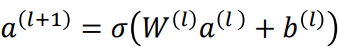 a^{(l+1)} = σ(W^{(l)}a^{(l)} + b^{(l)})